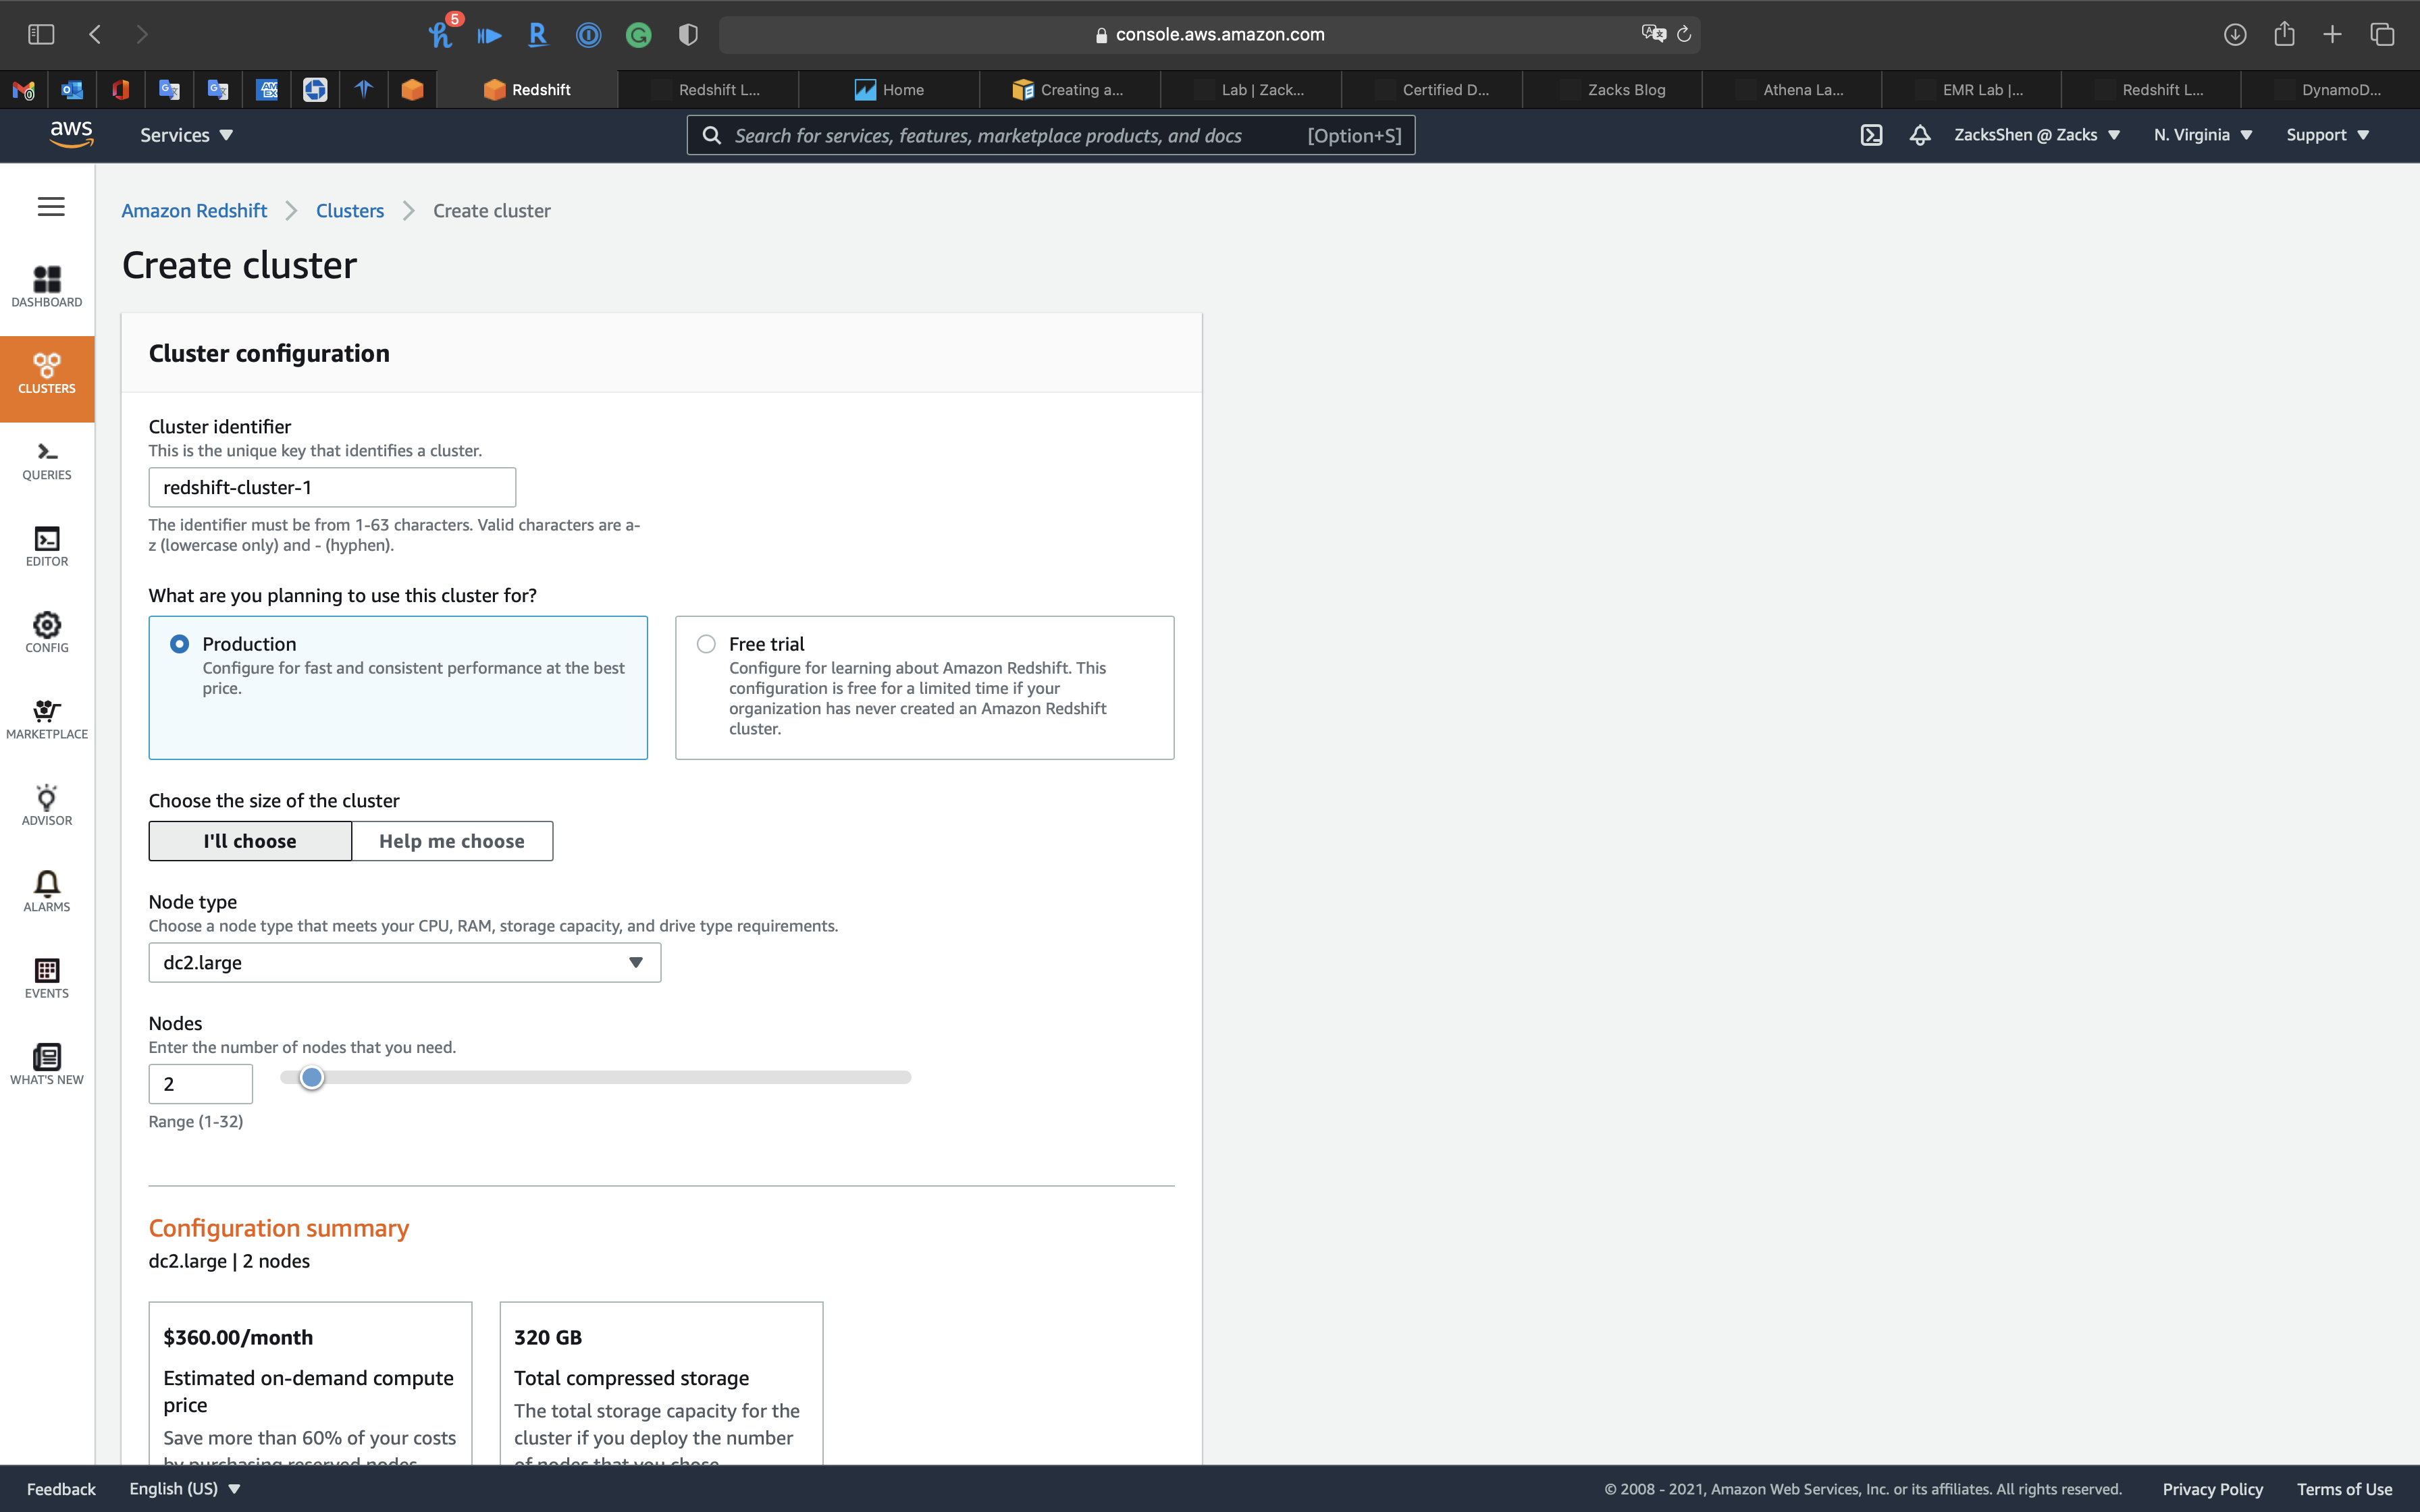 5
console.aws.amazon.com
Redshift
Redshift L...
Home
Creating a...
Lab | Zack...
Certified D...
Zacks Blog
Athena La...
EMR Lab |...
Redshift L...
DynamoD...
aws
Services
Search for services, features, marketplace products, and docs
[Option+S]
ZacksShen @ Zacks
N. Virginia
Support
Amazon Redshift
Clusters
Create cluster
Create cluster
DASHBOARD
CLUSTERS
QUERIES
EDITOR
CONFIG
MARKETPLACE
ADVISOR
ALARMS
EVENTS
WHAT'S NEW
Cluster configuration
Cluster identifier
This is the unique key that identifies a cluster.
redshift-cluster-1
The identifier must be from 1-63 characters. Valid characters are a-
z (lowercase only) and - (hyphen).
What are you planning to use this cluster for?
Production
Configure for fast and consistent performance at the best
price.
Free trial
Configure for learning about Amazon Redshift. This
configuration is free for a limited time if your
organization has never created an Amazon Redshift
cluster.
Choose the size of the cluster
I'll choose
Help me choose
Node type
Choose a node type that meets your CPU, RAM, storage capacity, and drive type requirements.
dc2.large
Nodes
Enter the number of nodes that you need.
2
Range (1-32)
Configuration summary
dc2.large | 2 nodes
$360.00/month
Estimated on-demand compute
price
Save more than 60% of your costs
by purchasing reserved nodes
320 GB
Total compressed storage
The total storage capacity for the
cluster if you deploy the number
of nodes that you chose
Feedback
English (US)
© 2008 - 2021, Amazon Web Services, Inc. or its affiliates. All rights reserved.
Privacy Policy
Terms of Use